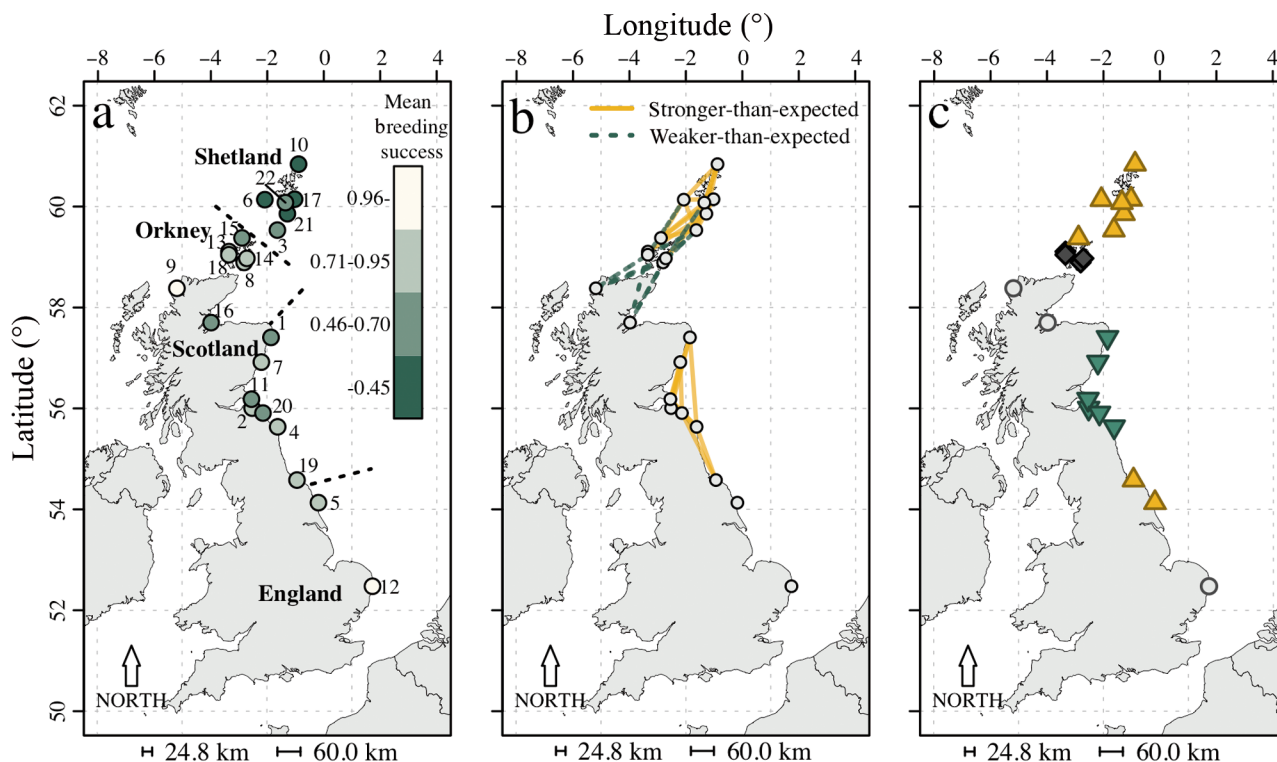 Longitude (°)
−8 −6 −4 −2 0 2 4
−8 −6 −4 −2 0 2 4
−8 −6 −4 −2 0 2 4
Latitude (°)
62
60
58
56
54
52
50
a
Mean
breeding
success
0.96-
0.71-0.95
0.46-0.70
-0.45
10
Shetland
22
6
17
21
Orkney
15
3
13
14
18
8
9
16
1
Scotland
7
11
2
20
4
19
5
England
12
NORTH
24.8 km 60.0 km
b
Stronger-than-expected
Weaker-than-expected
NORTH
24.8 km 60.0 km
c
NORTH
24.8 km 60.0 km